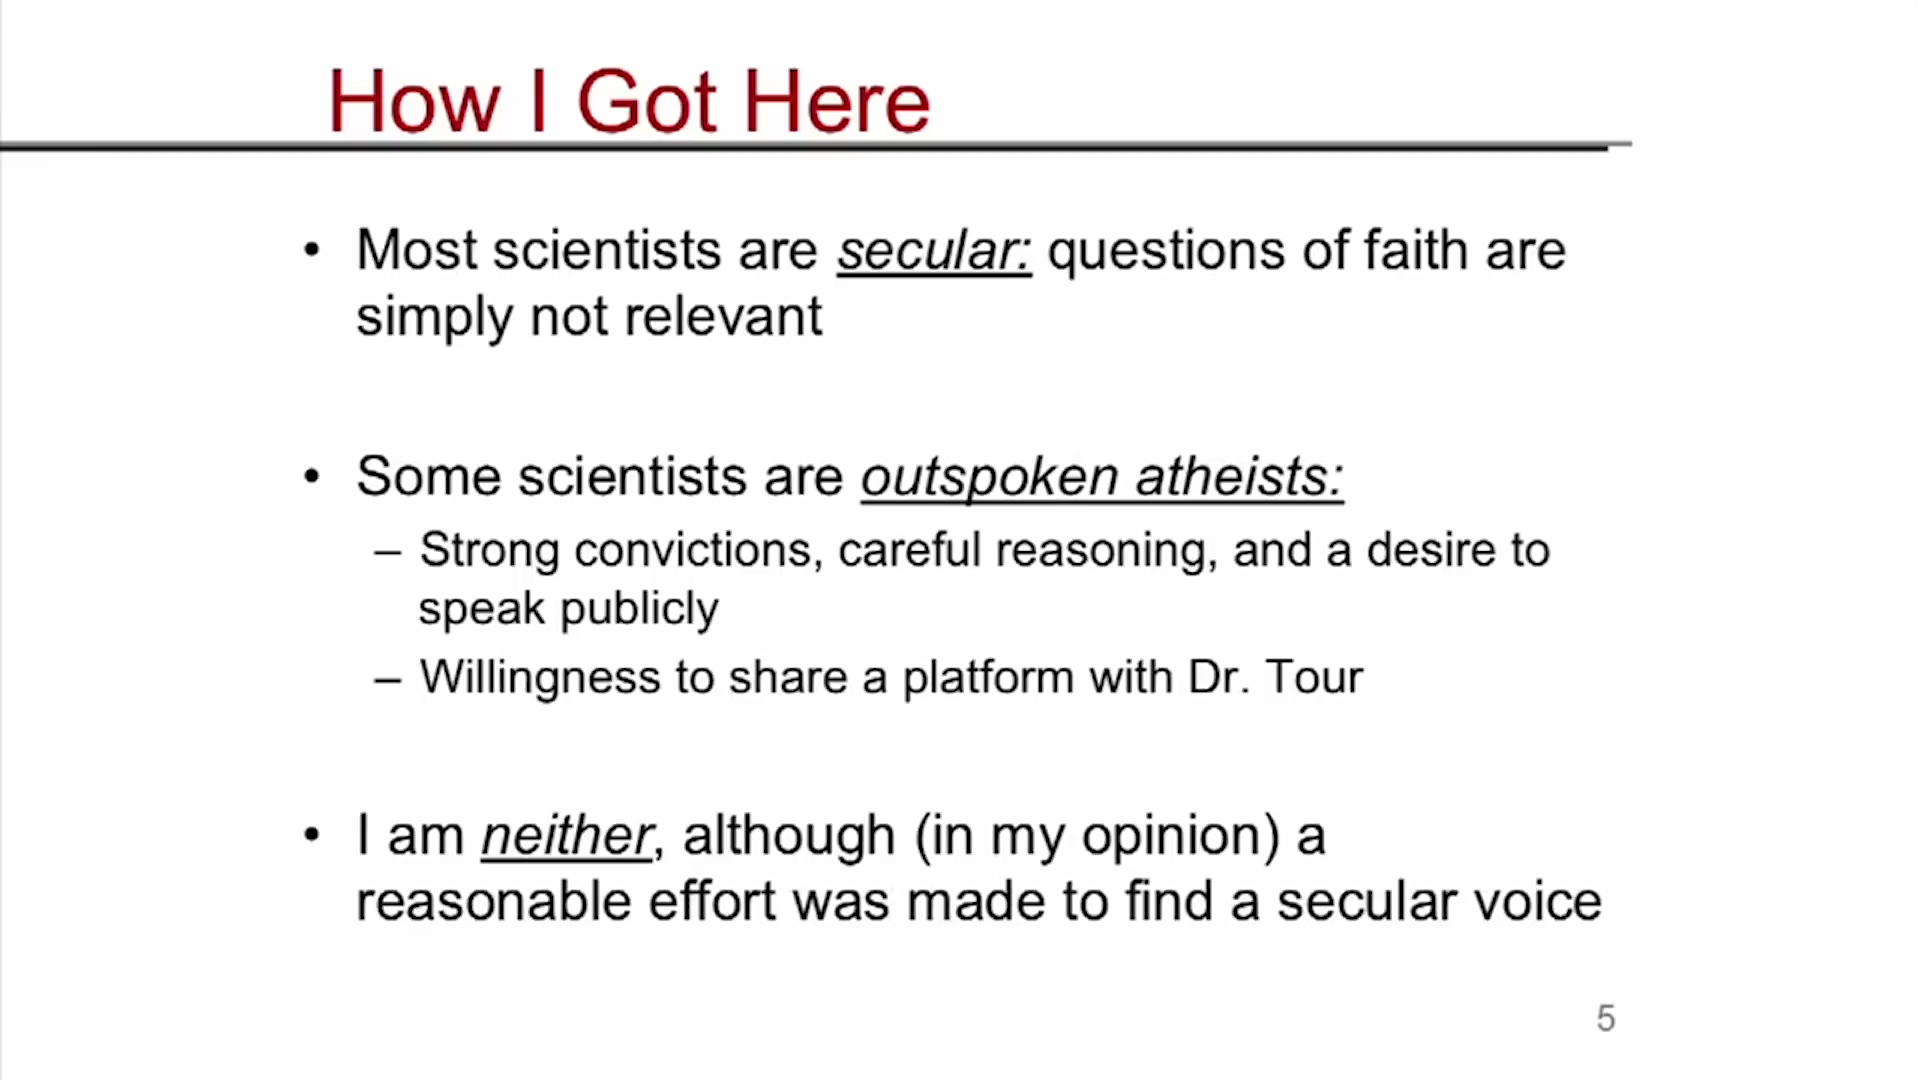 How I Got Here
• Most scientists are secular: questions of faith are
simply not relevant
• Some scientists are outspoken atheists:
– Strong convictions, careful reasoning, and a desire to
speak publicly
– Willingness to share a platform with Dr. Tour
• I am neither, although (in my opinion) a
reasonable effort was made to find a secular voice
5